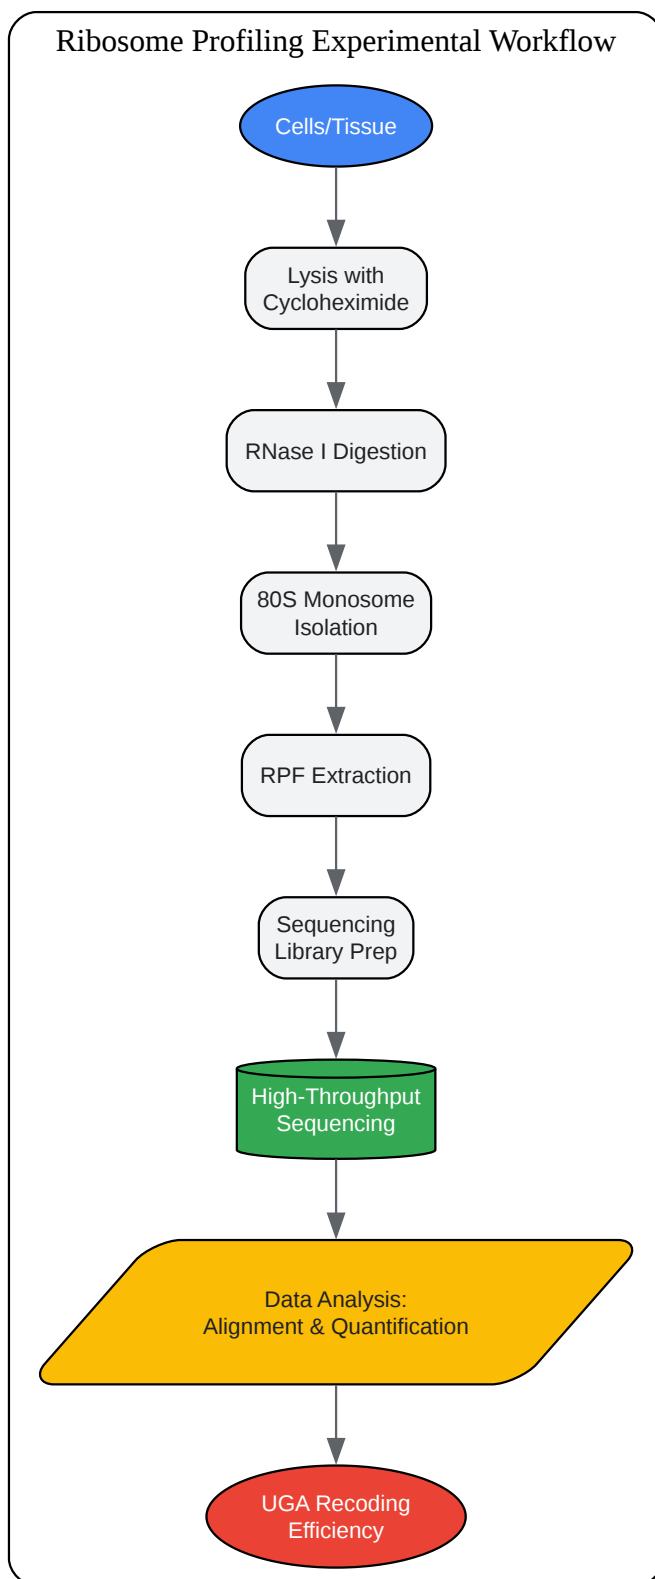 Ribosome Profiling Experimental Workflow
Cells/Tissue
Lysis with
Cycloheximide
RNase I Digestion
80S Monosome
Isolation
RPF Extraction
Sequencing
Library Prep
High-Throughput
Sequencing
Data Analysis:
Alignment & Quantification
UGA Recoding
Efficiency